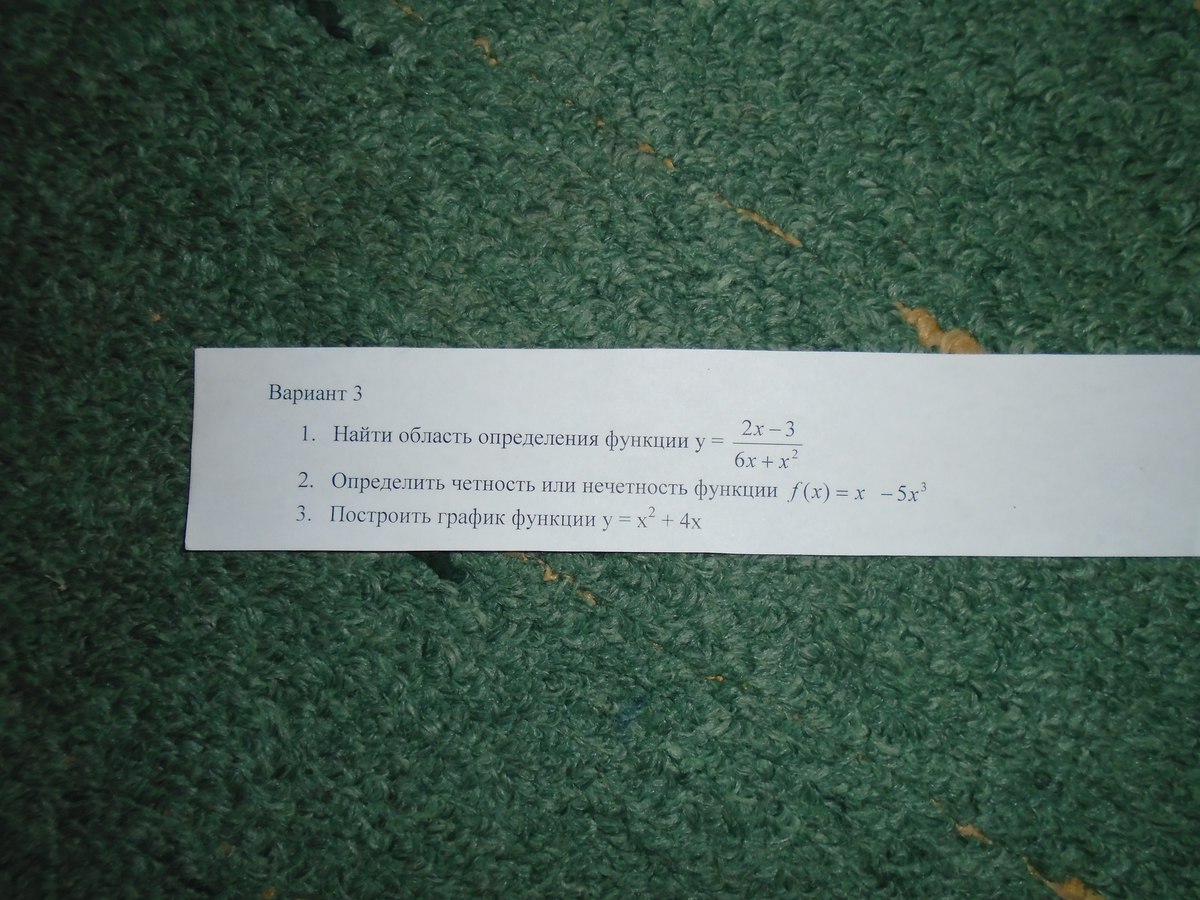 Вариант 3
1. Найти область определения функции y = (2x − 3)/(6x + x²)
2. Определить четность или нечетность функции f(x) = x − 5x³
3. Построить график функции y = x² + 4x